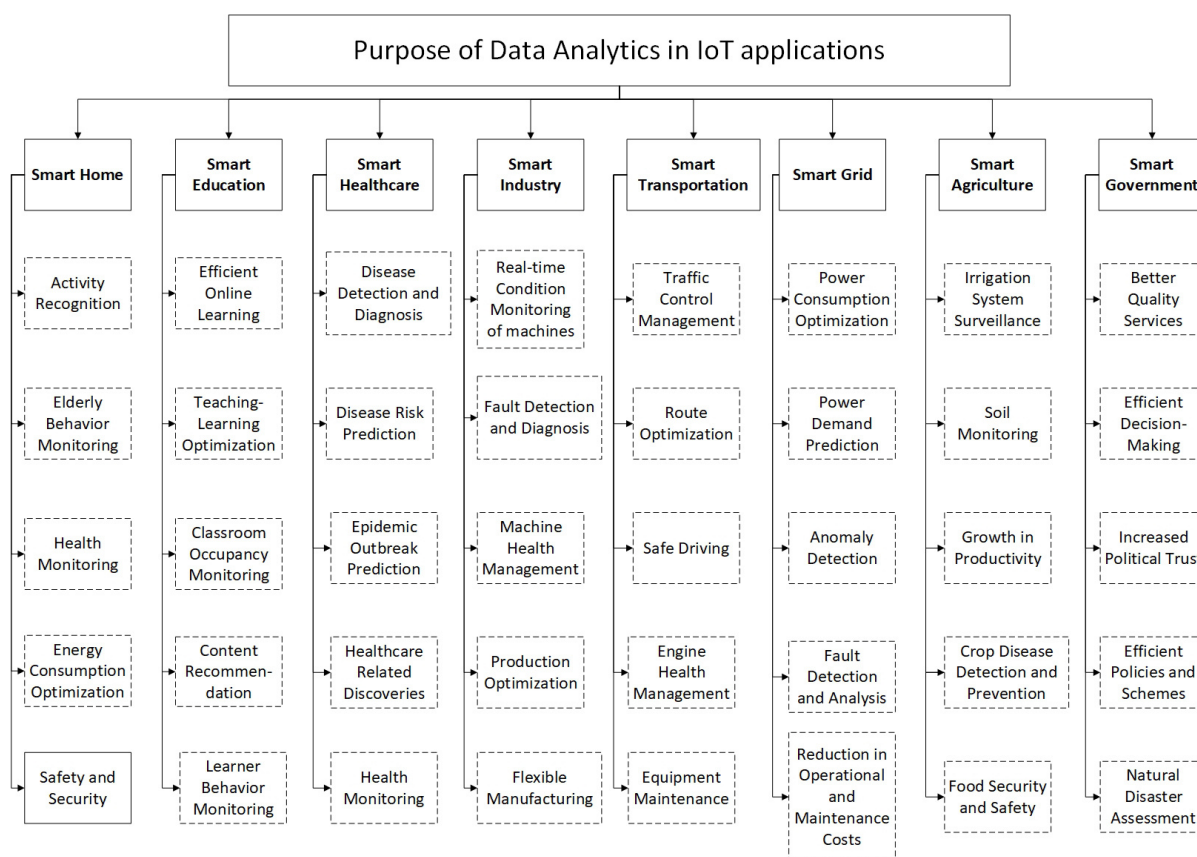 Purpose of Data Analytics in IoT applications
Smart Home
Activity
Recognition
Elderly
Behavior
Monitoring
Health
Monitoring
Energy
Consumption
Optimization
Safety and
Security
Smart
Education
Efficient
Online
Learning
Teaching-
Learning
Optimization
Classroom
Occupancy
Monitoring
Content
Recommen-
dation
Learner
Behavior
Monitoring
Smart
Healthcare
Disease
Detection and
Diagnosis
Disease Risk
Prediction
Epidemic
Outbreak
Prediction
Healthcare
Related
Discoveries
Health
Monitoring
Smart
Industry
Real-time
Condition
Monitoring
of machines
Fault Detection
and Diagnosis
Machine
Health
Management
Production
Optimization
Flexible
Manufacturing
Smart
Transportation
Traffic
Control
Management
Route
Optimization
Safe Driving
Engine
Health
Management
Equipment
Maintenance
Smart Grid
Power
Consumption
Optimization
Power
Demand
Prediction
Anomaly
Detection
Fault
Detection
and Analysis
Reduction in
Operational
and
Maintenance
Costs
Smart
Agriculture
Irrigation
System
Surveillance
Soil
Monitoring
Growth in
Productivity
Crop Disease
Detection and
Prevention
Food Security
and Safety
Smart
Government
Better
Quality
Services
Efficient
Decision-
Making
Increased
Political Trust
Efficient
Policies and
Schemes
Natural
Disaster
Assessment